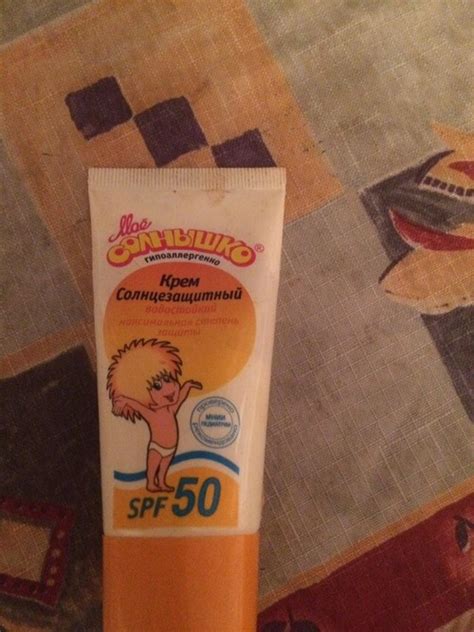 Моё
СОЛНЫШКО®
гипоаллергенно
Крем
Солнцезащитный
водостойкий
максимальная степень
защиты
SPF 50